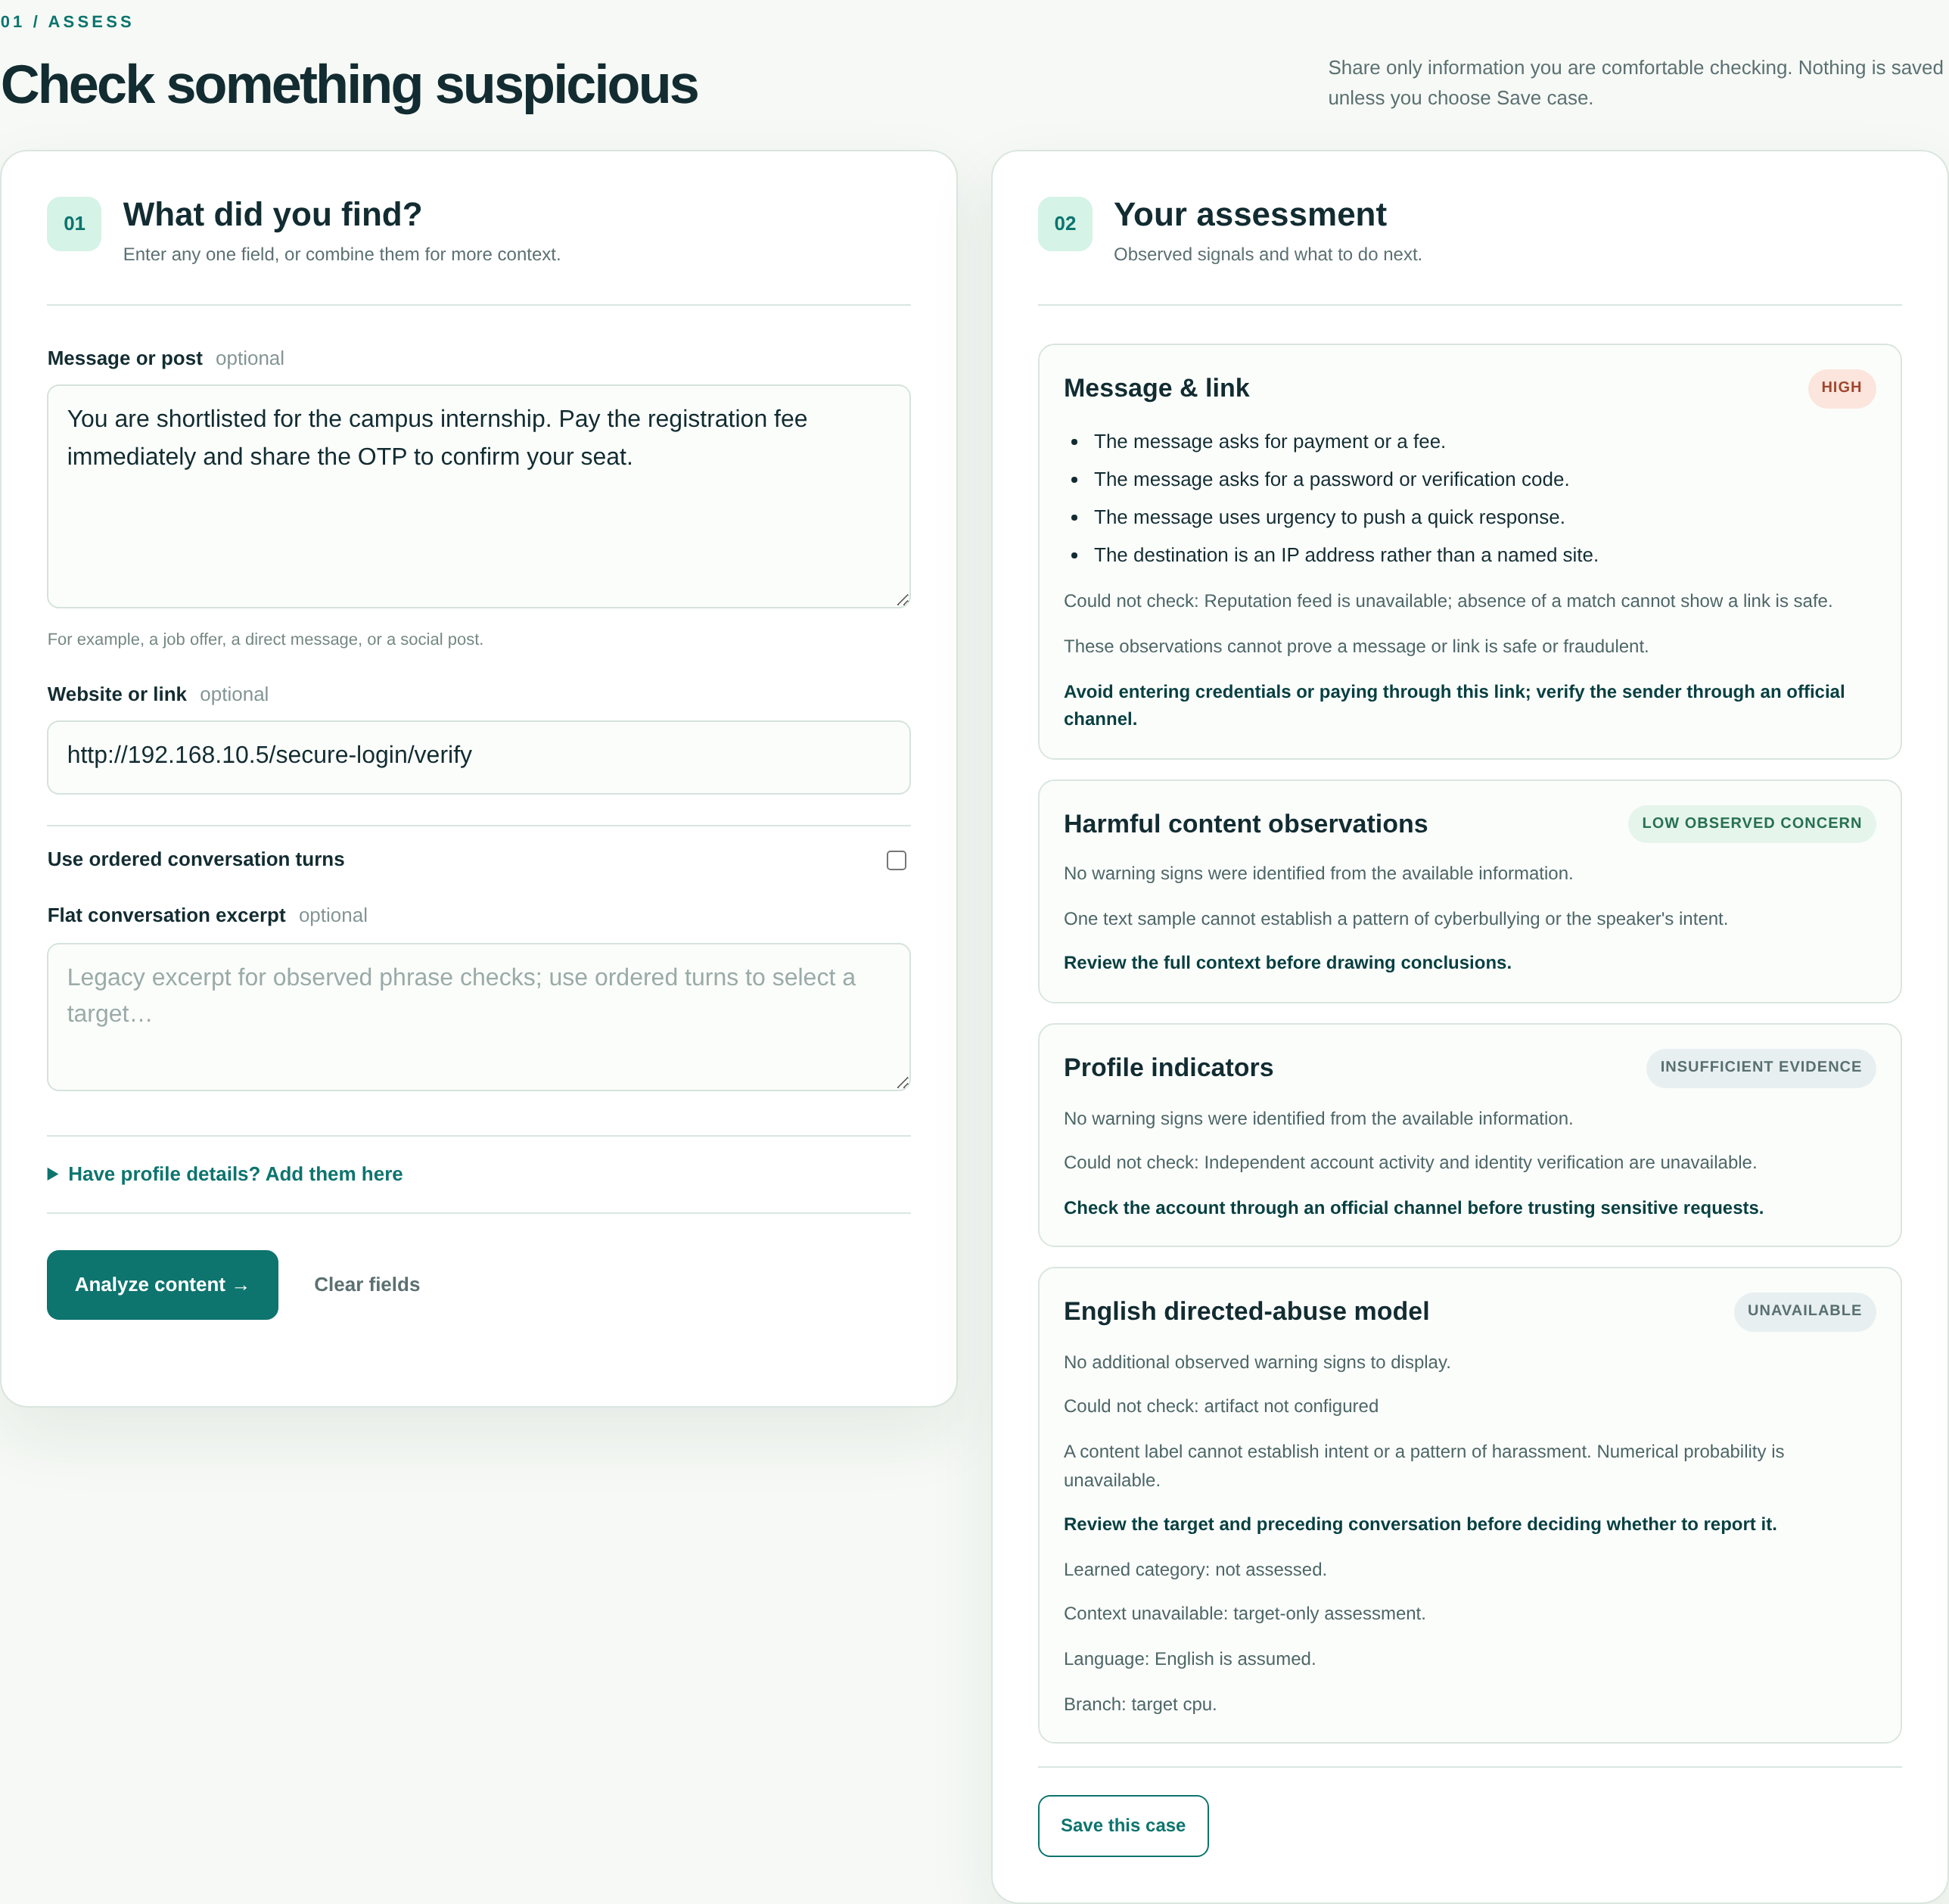 01 / ASSESS
Check something suspicious
Share only information you are comfortable checking. Nothing is saved
unless you choose Save case.
01
What did you find?
Enter any one field, or combine them for more context.
Message or post optional
You are shortlisted for the campus internship. Pay the registration fee
immediately and share the OTP to confirm your seat.
For example, a job offer, a direct message, or a social post.
Website or link optional
http://192.168.10.5/secure-login/verify
Use ordered conversation turns
Flat conversation excerpt optional
Legacy excerpt for observed phrase checks; use ordered turns to select a
target…
Have profile details? Add them here
Analyze content →
Clear fields
02
Your assessment
Observed signals and what to do next.
Message & link
HIGH
• The message asks for payment or a fee.
• The message asks for a password or verification code.
• The message uses urgency to push a quick response.
• The destination is an IP address rather than a named site.
Could not check: Reputation feed is unavailable; absence of a match cannot show a link is safe.
These observations cannot prove a message or link is safe or fraudulent.
Avoid entering credentials or paying through this link; verify the sender through an official
channel.
Harmful content observations
LOW OBSERVED CONCERN
No warning signs were identified from the available information.
One text sample cannot establish a pattern of cyberbullying or the speaker's intent.
Review the full context before drawing conclusions.
Profile indicators
INSUFFICIENT EVIDENCE
No warning signs were identified from the available information.
Could not check: Independent account activity and identity verification are unavailable.
Check the account through an official channel before trusting sensitive requests.
English directed-abuse model
UNAVAILABLE
No additional observed warning signs to display.
Could not check: artifact not configured
A content label cannot establish intent or a pattern of harassment. Numerical probability is
unavailable.
Review the target and preceding conversation before deciding whether to report it.
Learned category: not assessed.
Context unavailable: target-only assessment.
Language: English is assumed.
Branch: target cpu.
Save this case